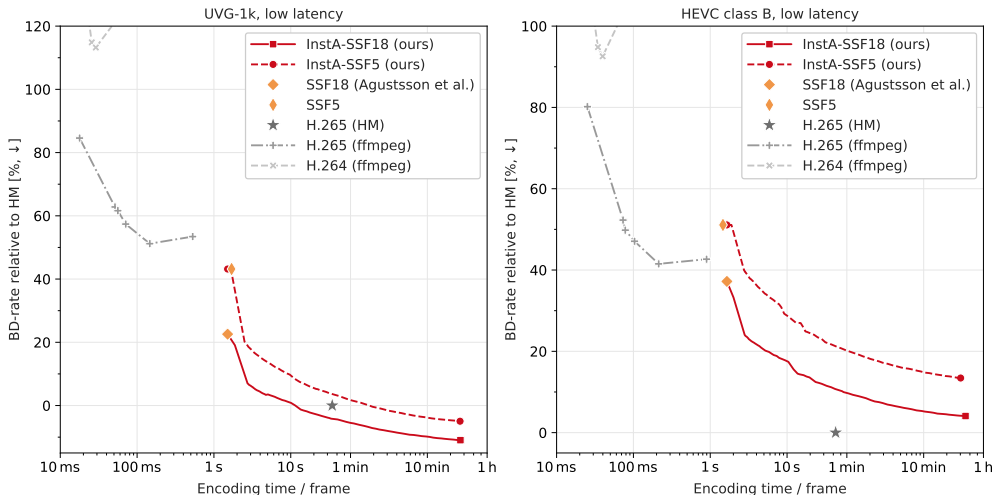 UVG-1k, low latency
BD-rate relative to HM [%, ↓]
120
100
80
60
40
20
0
InstA-SSF18 (ours)
InstA-SSF5 (ours)
SSF18 (Agustsson et al.)
SSF5
H.265 (HM)
H.265 (ffmpeg)
H.264 (ffmpeg)
10 ms 100 ms 1 s 10 s 1 min 10 min 1 h
Encoding time / frame
HEVC class B, low latency
BD-rate relative to HM [%, ↓]
100
80
60
40
20
0
InstA-SSF18 (ours)
InstA-SSF5 (ours)
SSF18 (Agustsson et al.)
SSF5
H.265 (HM)
H.265 (ffmpeg)
H.264 (ffmpeg)
10 ms 100 ms 1 s 10 s 1 min 10 min 1 h
Encoding time / frame